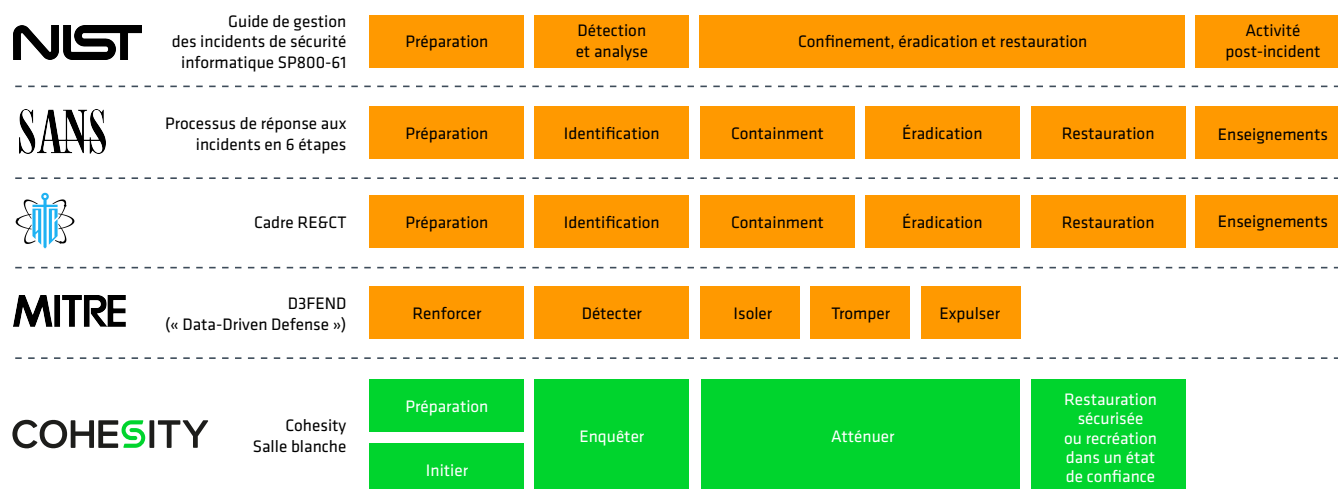 NIST
Guide de gestion
des incidents de sécurité
informatique SP800-61
Préparation
Détection
et analyse
Confinement, éradication et restauration
Activité
post-incident
SANS
Processus de réponse aux
incidents en 6 étapes
Préparation
Identification
Containment
Éradication
Restauration
Enseignements
Cadre RE&CT
Préparation
Identification
Containment
Éradication
Restauration
Enseignements
MITRE
D3FEND
(« Data-Driven Defense »)
Renforcer
Détecter
Isoler
Tromper
Expulser
COHESITY
Cohesity
Salle blanche
Préparation
Initier
Enquêter
Atténuer
Restauration
sécurisée
ou recréation
dans un état
de confiance